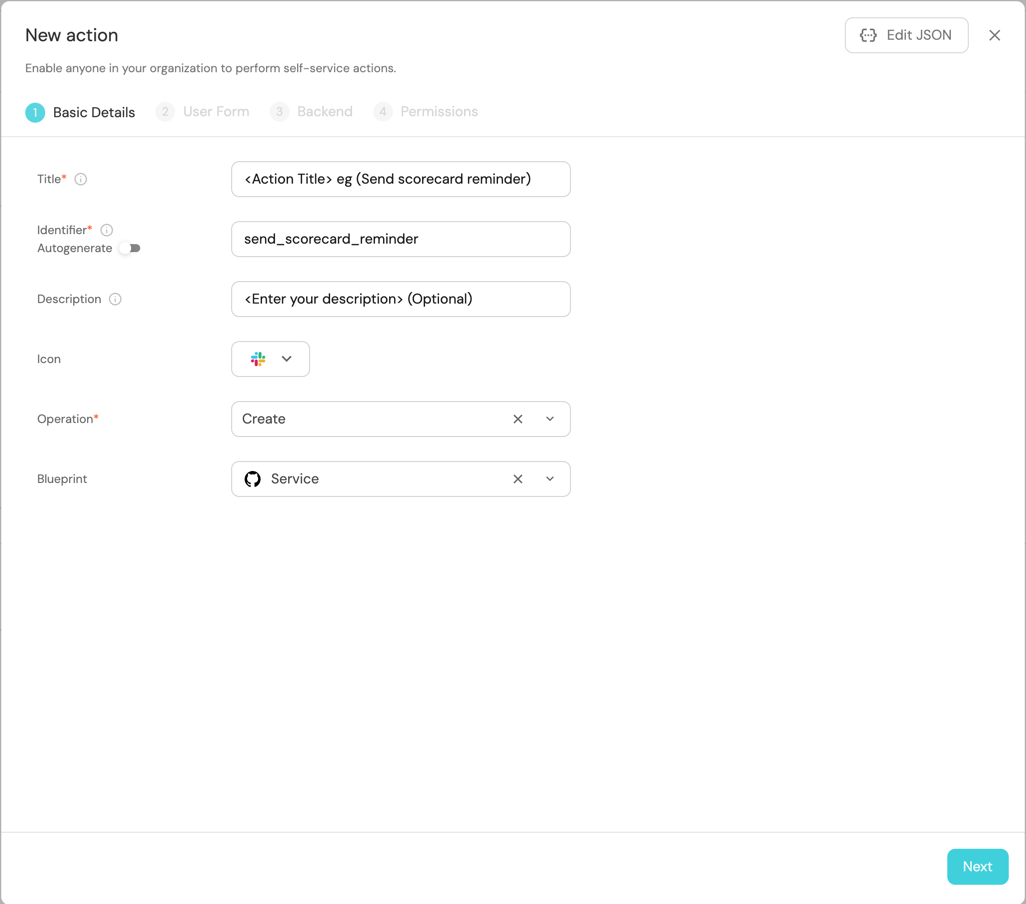 New action
Edit JSON
Enable anyone in your organization to perform self-service actions.
1 Basic Details 2 User Form 3 Backend 4 Permissions
Title* <Action Title> eg (Send scorecard reminder)
Identifier* send_scorecard_reminder
Autogenerate
Description <Enter your description> (Optional)
Icon
Operation* Create
Blueprint Service
Next